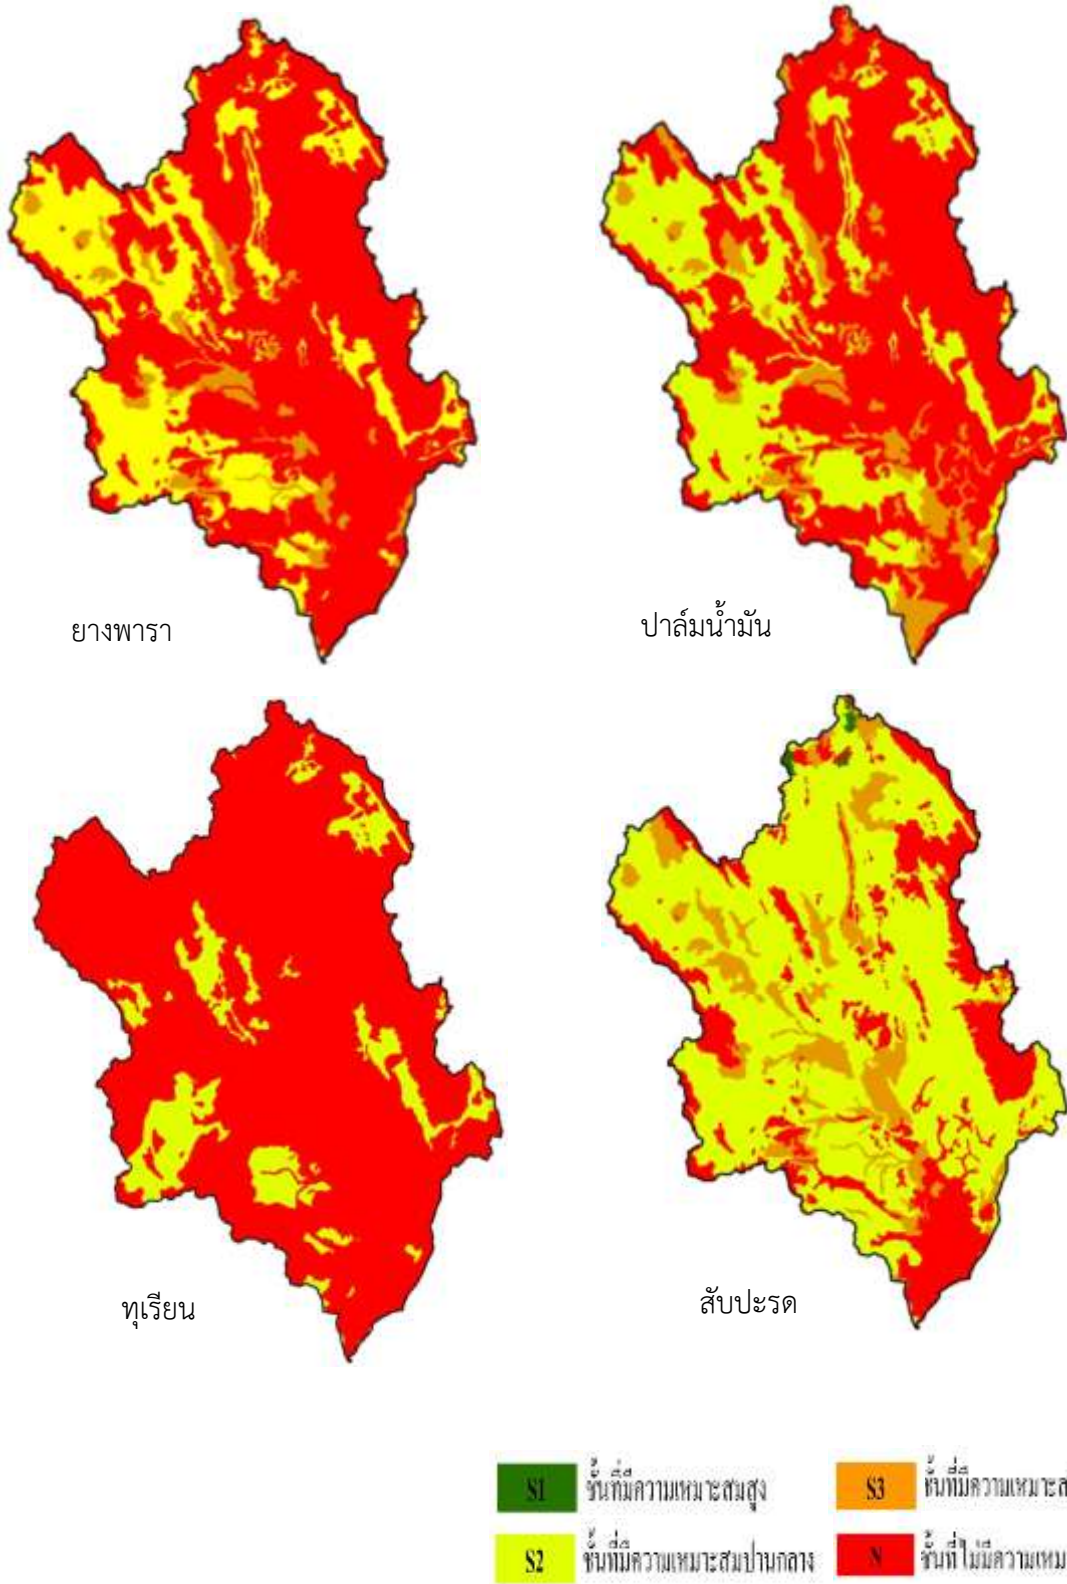 ยางพารา
ปาล์มน้ำมัน
ทุเรียน
สับปะรด
S1 ชั้นที่มีความเหมาะสมสูง
S3 ชั้นที่มีความเหมาะส
S2 ชั้นที่มีความเหมาะสมปานกลาง
N ชั้นที่ไม่มีความเหม